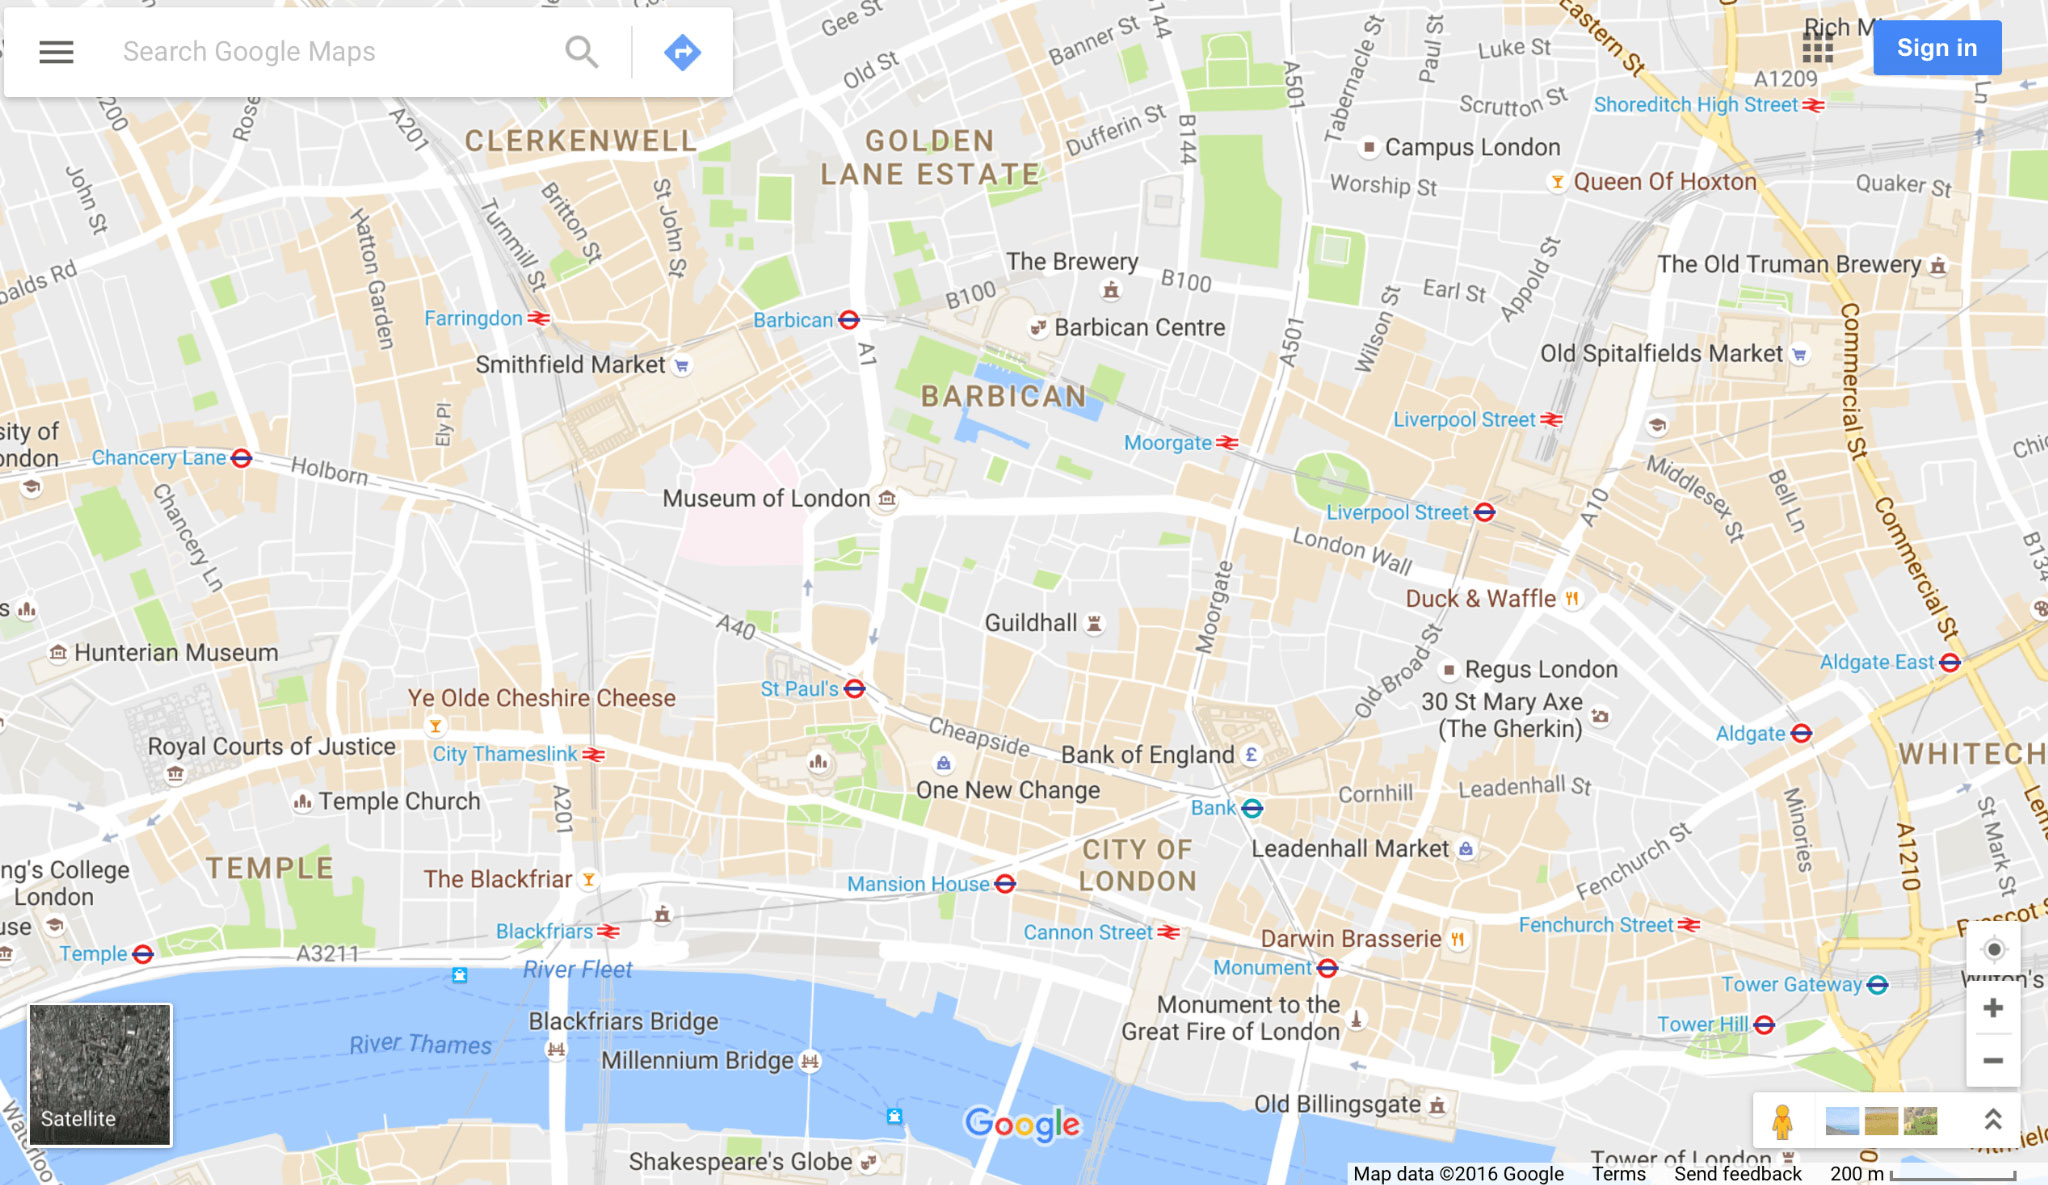 Search Google Maps
Sign in
Gee St
Old St
Banner St
B144
A501
Tabernacle St
Paul St
Luke St
Eastern St
A1209
Ln
Scrutton St
Shoreditch High Street
Rose
A201
CLERKENWELL
GOLDEN
LANE ESTATE
Dufferin St
B144
Campus London
Worship St
Queen Of Hoxton
Quaker St
John St
Hatton Garden
Turnmill St
Britton St
St John St
The Brewery
B100
B100
Earl St
Appold St
The Old Truman Brewery
Farringdon
Barbican
Barbican Centre
A1
A501
Wilson St
Commercial St
Smithfield Market
Old Spitalfields Market
BARBICAN
Ely Pl
Liverpool Street
Moorgate
Chancery Lane
Holborn
Chancery Ln
Museum of London
Liverpool Street
A10
Middlesex St
Bell Ln
Commercial St
London Wall
Moorgate
Duck & Waffle
A40
Guildhall
Old Broad St
Hunterian Museum
Regus London
Aldgate East
Ye Olde Cheshire Cheese
St Paul's
30 St Mary Axe
(The Gherkin)
Royal Courts of Justice
City Thameslink
Cheapside
Bank of England
Aldgate
WHITECH
One New Change
Temple Church
A201
Bank
Cornhill
Leadenhall St
Minories
St Mark St
TEMPLE
The Blackfriar
Mansion House
CITY OF
LONDON
Leadenhall Market
Fenchurch St
A1210
ng's College
London
Temple
A3211
Blackfriars
Cannon Street
Darwin Brasserie
Fenchurch Street
Prescot S
River Fleet
Monument
Tower Gateway
Monument to the
Great Fire of London
Tower Hill
River Thames
Blackfriars Bridge
Millennium Bridge
Old Billingsgate
Satellite
Google
Shakespeare's Globe
Tower of London
Map data ©2016 Google
Terms
Send feedback
200 m